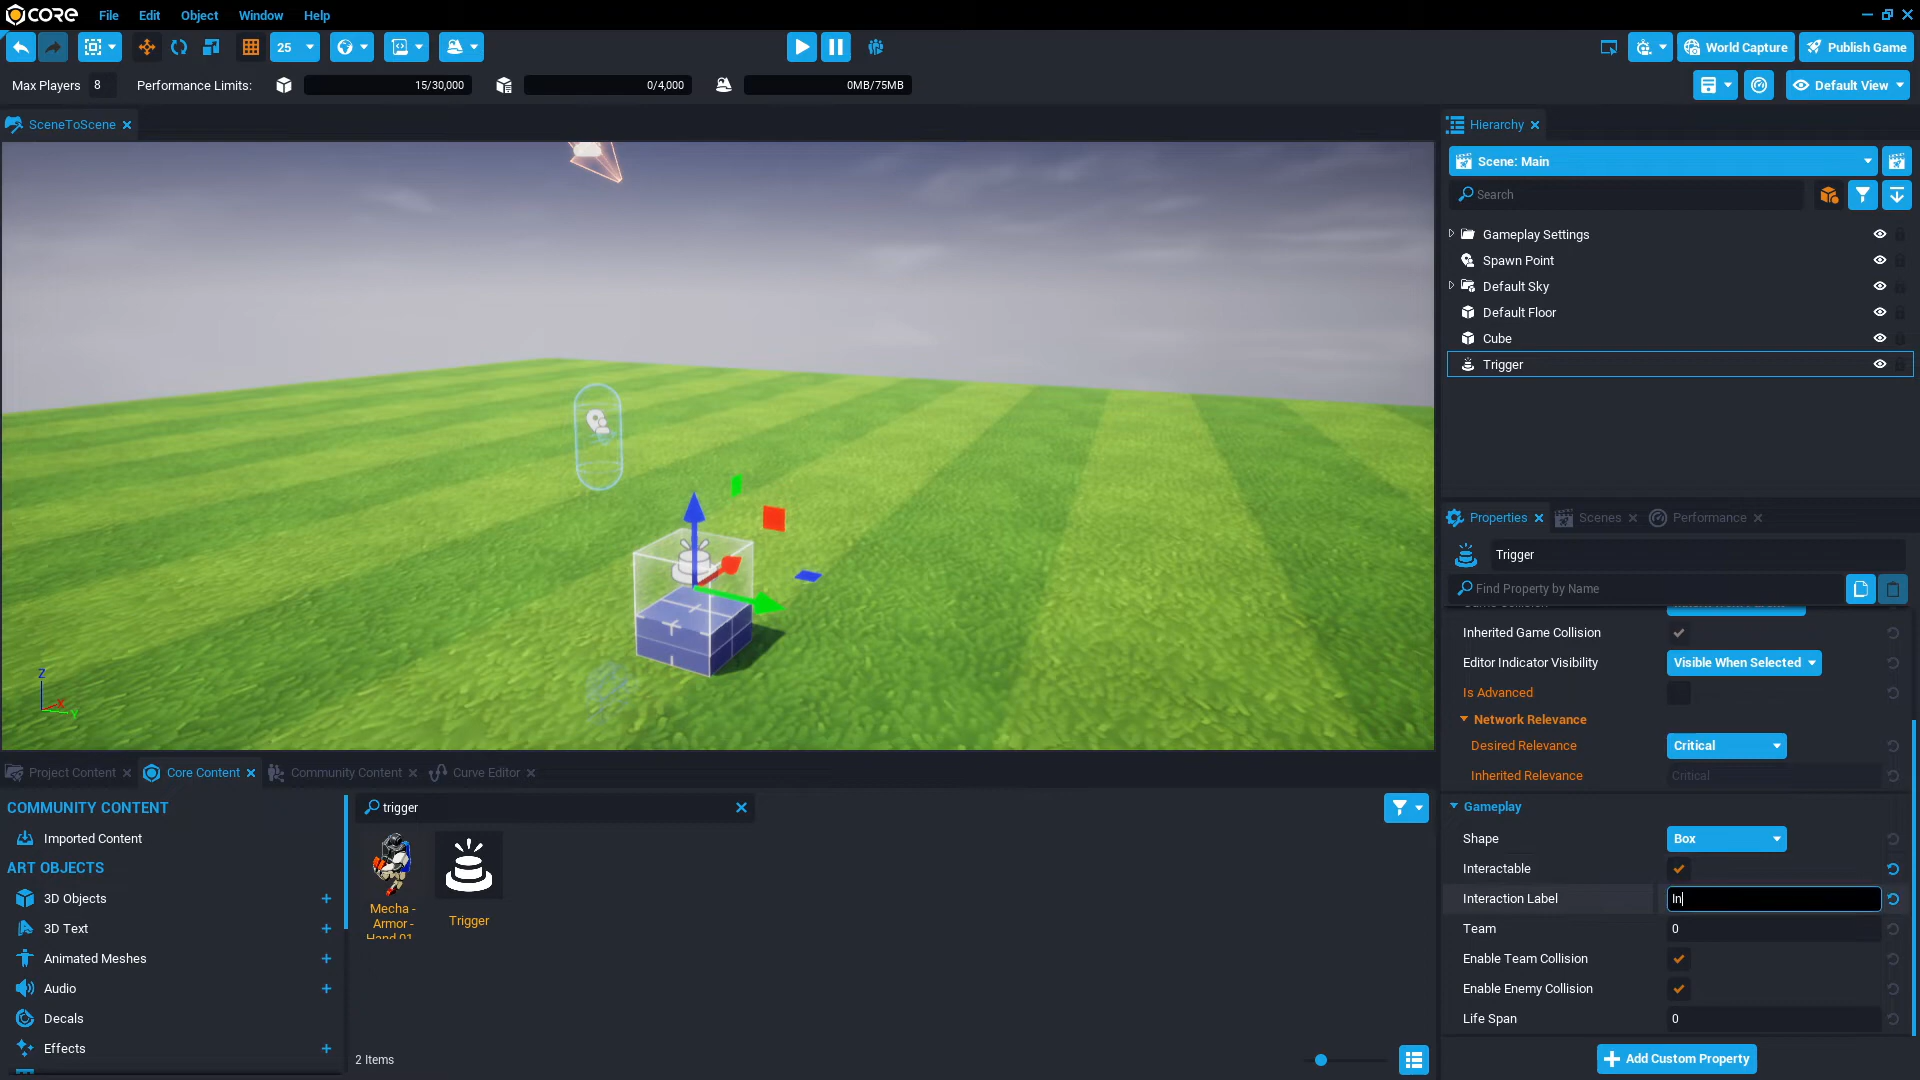 CORE
File Edit Object Window Help
25
World Capture
Publish Game
Max Players 8 Performance Limits: 15/30,000 0/4,000 0MB/75MB
Default View
SceneToScene
Hierarchy
Scene: Main
Search
Gameplay Settings
Spawn Point
Default Sky
Default Floor
Cube
Trigger
Z
X
Y
Properties Scenes Performance
Trigger
Find Property by Name
Inherited Game Collision
Editor Indicator Visibility Visible When Selected
Is Advanced
Network Relevance
Desired Relevance Critical
Inherited Relevance Critical
Gameplay
Shape Box
Interactable
Interaction Label In
Team 0
Enable Team Collision
Enable Enemy Collision
Life Span 0
Add Custom Property
Project Content Core Content Community Content Curve Editor
COMMUNITY CONTENT
Imported Content
ART OBJECTS
3D Objects
3D Text
Animated Meshes
Audio
Decals
Effects
trigger
Mecha -
Armor -
Hand 01
Trigger
2 Items